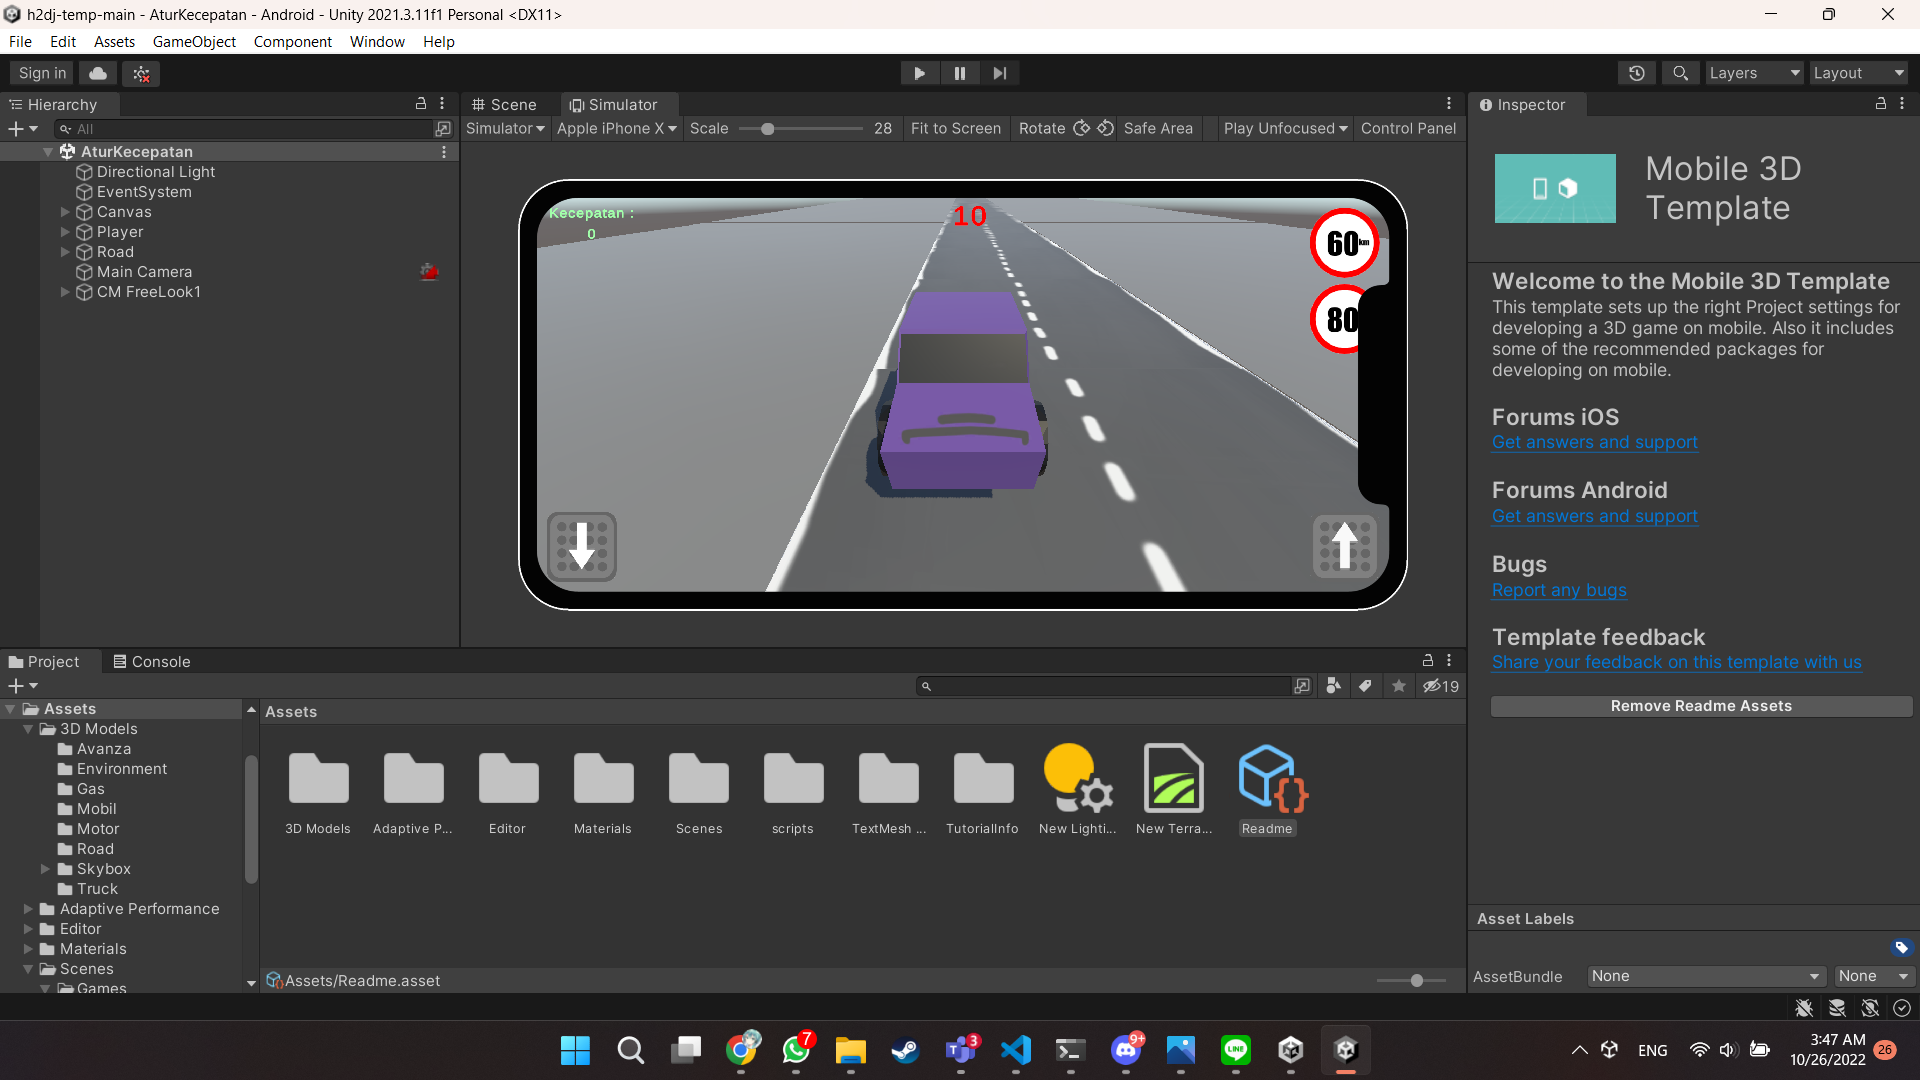 h2dj-temp-main - AturKecepatan - Android - Unity 2021.3.11f1 Personal <DX11>
File Edit Assets GameObject Component Window Help
Sign in
Layers
Layout
Hierarchy
All
AturKecepatan
Directional Light
EventSystem
Canvas
Player
Road
Main Camera
CM FreeLook1
Scene Simulator
Simulator Apple iPhone X Scale 28 Fit to Screen Rotate Safe Area Play Unfocused Control Panel
Kecepatan :
0
10
60 km
80
Inspector
Mobile 3D
Template
Welcome to the Mobile 3D Template
This template sets up the right Project settings for
developing a 3D game on mobile. Also it includes
some of the recommended packages for
developing on mobile.
Forums iOS
Get answers and support
Forums Android
Get answers and support
Bugs
Report any bugs
Template feedback
Share your feedback on this template with us
Remove Readme Assets
Project Console
19
Assets
3D Models
Avanza
Environment
Gas
Mobil
Motor
Road
Skybox
Truck
Adaptive Performance
Editor
Materials
Scenes
Games
Assets
3D Models Adaptive P... Editor Materials Scenes scripts TextMesh ... TutorialInfo New Lighti... New Terra... Readme
Assets/Readme.asset
Asset Labels
AssetBundle None None
7
3
9+
LINE
ENG
3:47 AM
10/26/2022
26